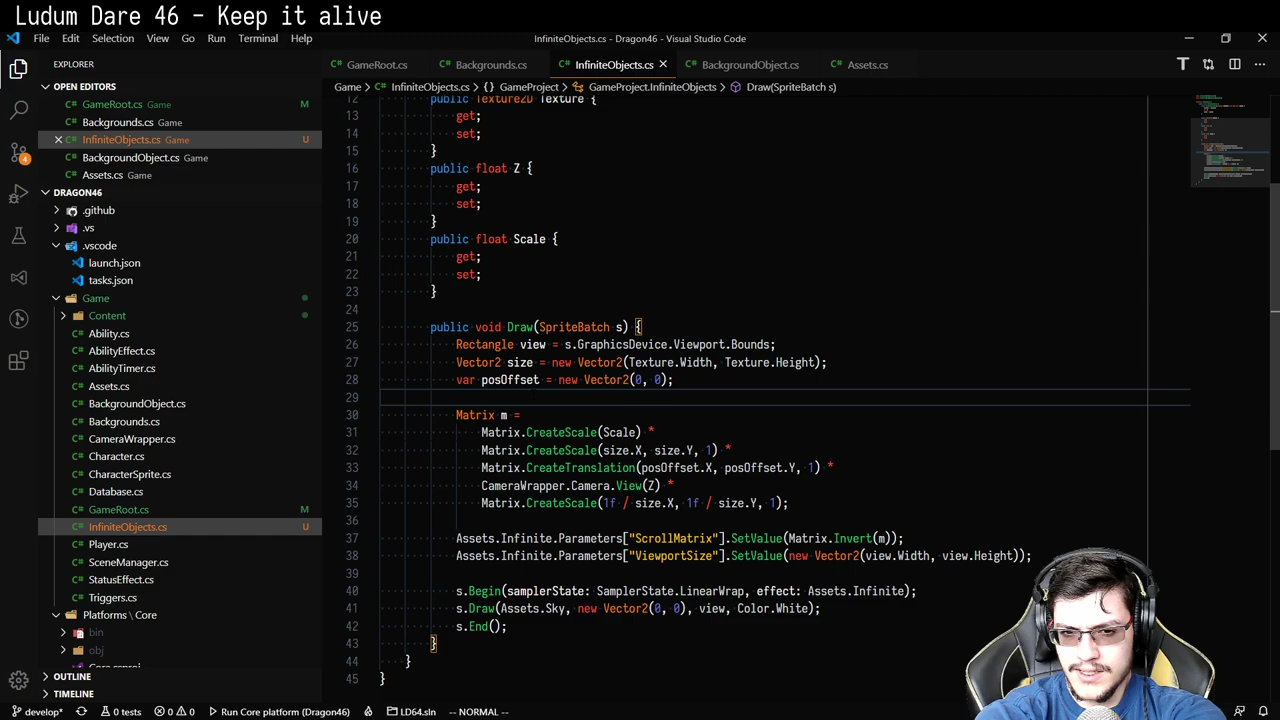 Ludum Dare 46 - Keep it alive
File Edit Selection View Go Run Terminal Help
InfiniteObjects.cs - Dragon46 - Visual Studio Code
EXPLORER
OPEN EDITORS
GameRoot.cs Game M
Backgrounds.cs Game
InfiniteObjects.cs Game U
BackgroundObject.cs Game
Assets.cs Game
DRAGON46
.github
.vs
.vscode
launch.json
tasks.json
Game
Content
Ability.cs
AbilityEffect.cs
AbilityTimer.cs
Assets.cs
BackgroundObject.cs
Backgrounds.cs
CameraWrapper.cs
Character.cs
CharacterSprite.cs
Database.cs
GameRoot.cs M
InfiniteObjects.cs U
Player.cs
SceneManager.cs
StatusEffect.cs
Triggers.cs
Platforms \ Core
bin
obj
Core.csproj
OUTLINE
TIMELINE
4
GameRoot.cs Backgrounds.cs InfiniteObjects.cs BackgroundObject.cs Assets.cs
Game > InfiniteObjects.cs > {} GameProject > GameProject.InfiniteObjects > Draw(SpriteBatch s)
12 public Texture2D Texture {
13 get;
14 set;
15 }
16 public float Z {
17 get;
18 set;
19 }
20 public float Scale {
21 get;
22 set;
23 }
24
25 public void Draw(SpriteBatch s) {
26 Rectangle view = s.GraphicsDevice.Viewport.Bounds;
27 Vector2 size = new Vector2(Texture.Width, Texture.Height);
28 var posOffset = new Vector2(0, 0);
29
30 Matrix m =
31 Matrix.CreateScale(Scale) *
32 Matrix.CreateScale(size.X, size.Y, 1) *
33 Matrix.CreateTranslation(posOffset.X, posOffset.Y, 1) *
34 CameraWrapper.Camera.View(Z) *
35 Matrix.CreateScale(1f / size.X, 1f / size.Y, 1);
36
37 Assets.Infinite.Parameters["ScrollMatrix"].SetValue(Matrix.Invert(m));
38 Assets.Infinite.Parameters["ViewportSize"].SetValue(new Vector2(view.Width, view.Height));
39
40 s.Begin(samplerState: SamplerState.LinearWrap, effect: Assets.Infinite);
41 s.Draw(Assets.Sky, new Vector2(0, 0), view, Color.White);
42 s.End();
43 }
44 }
45 }
develop* 0 tests 0 0 Run Core platform (Dragon46) LD64.sln -- NORMAL --